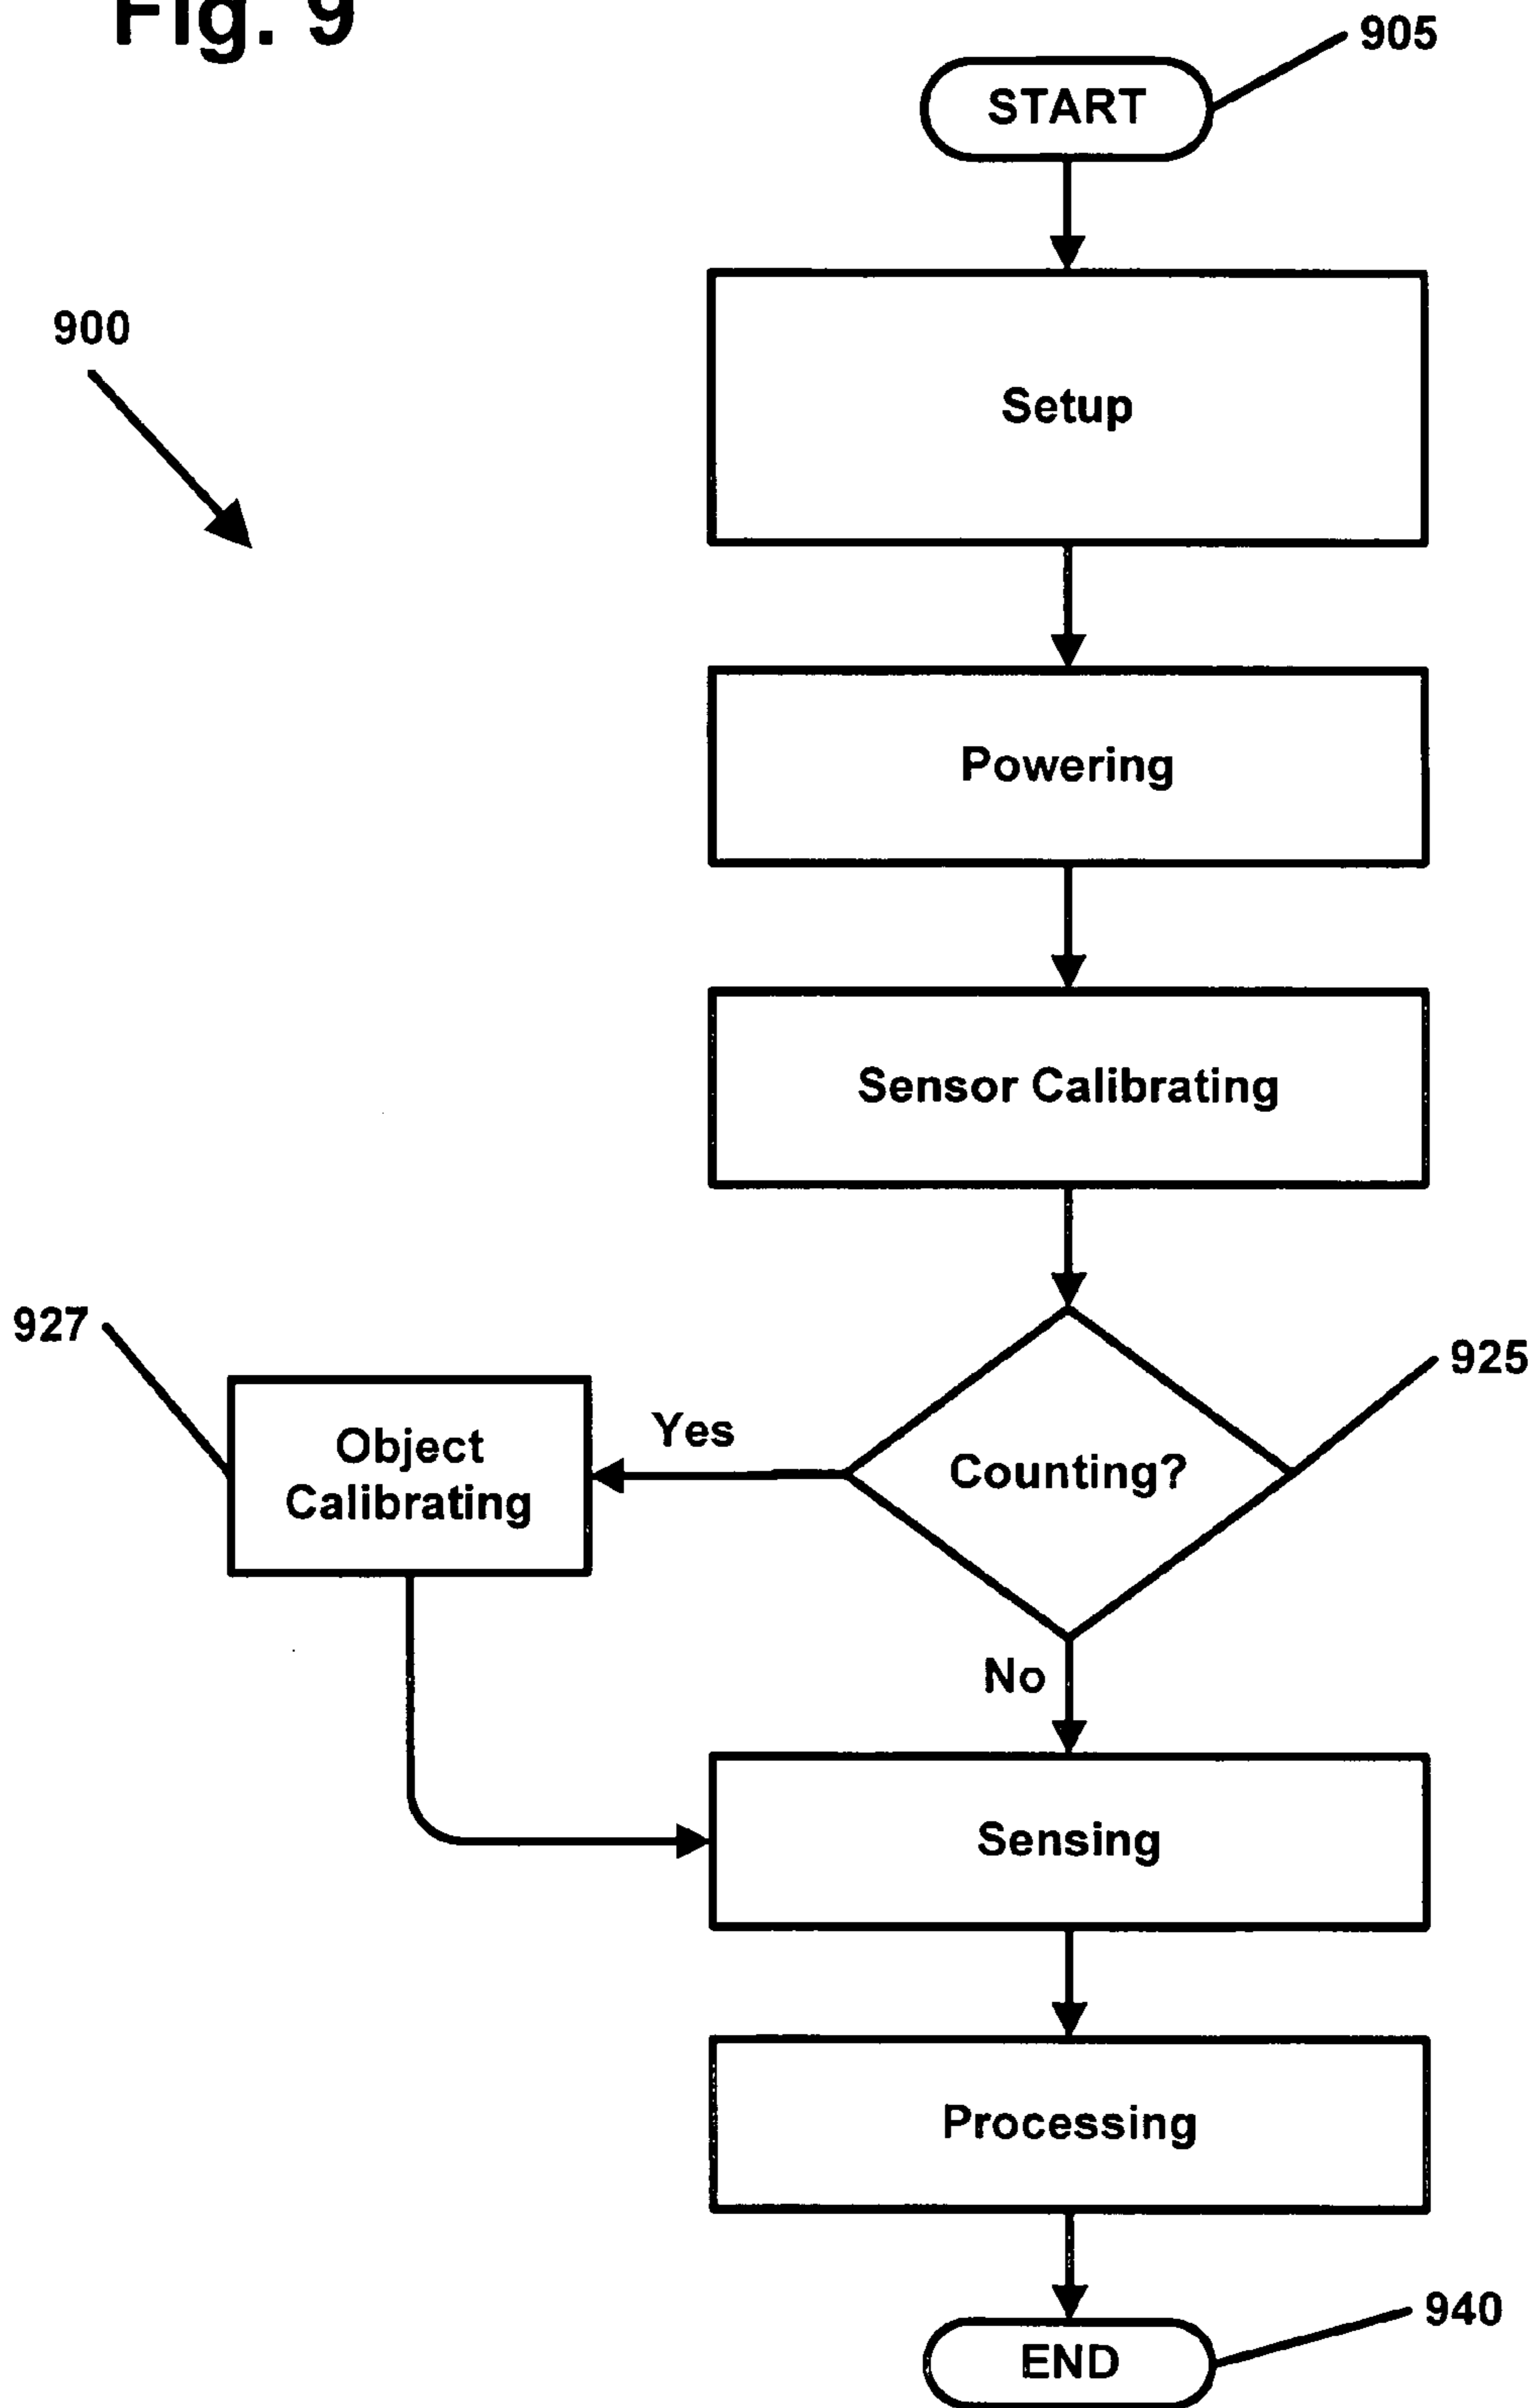 Fig. 9
905
START
900
Setup
Powering
Sensor Calibrating
927
925
Object
Calibrating
Yes
Counting?
No
Sensing
Processing
940
END